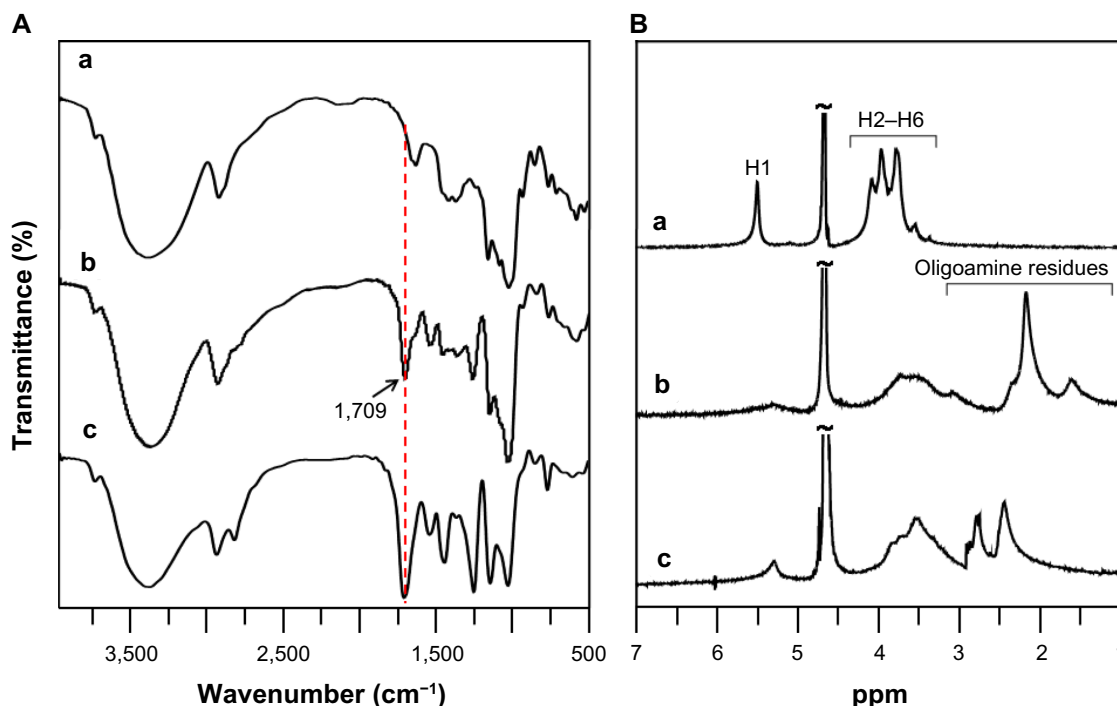 A
B
a
b
c
1,709
Transmittance (%)
3,500
2,500
1,500
500
Wavenumber (cm⁻¹)
H1
H2–H6
a
Oligoamine residues
b
c
7
6
5
4
3
2
ppm